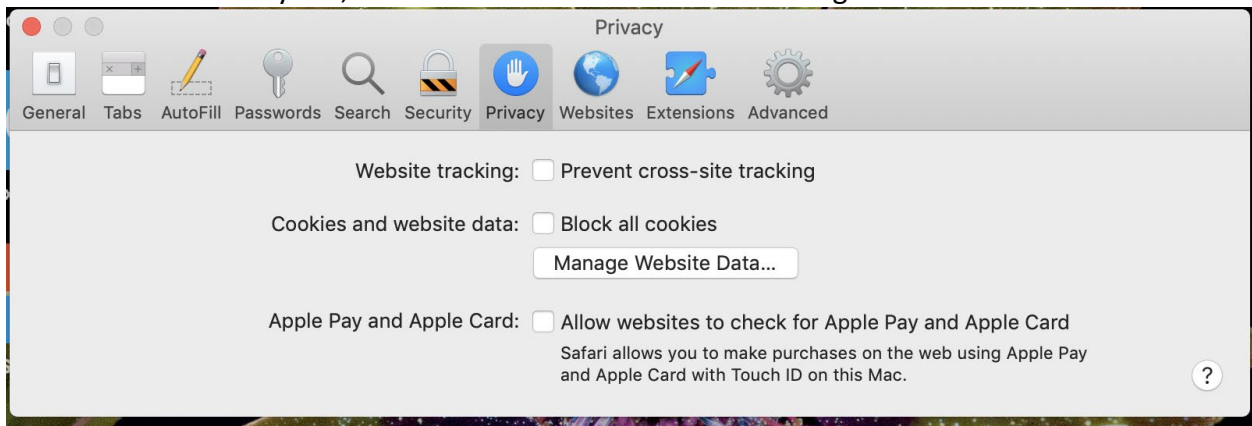 Privacy
General Tabs AutoFill Passwords Search Security Privacy Websites Extensions Advanced
Website tracking: Prevent cross-site tracking
Cookies and website data: Block all cookies
Manage Website Data...
Apple Pay and Apple Card: Allow websites to check for Apple Pay and Apple Card
Safari allows you to make purchases on the web using Apple Pay
and Apple Card with Touch ID on this Mac.
?